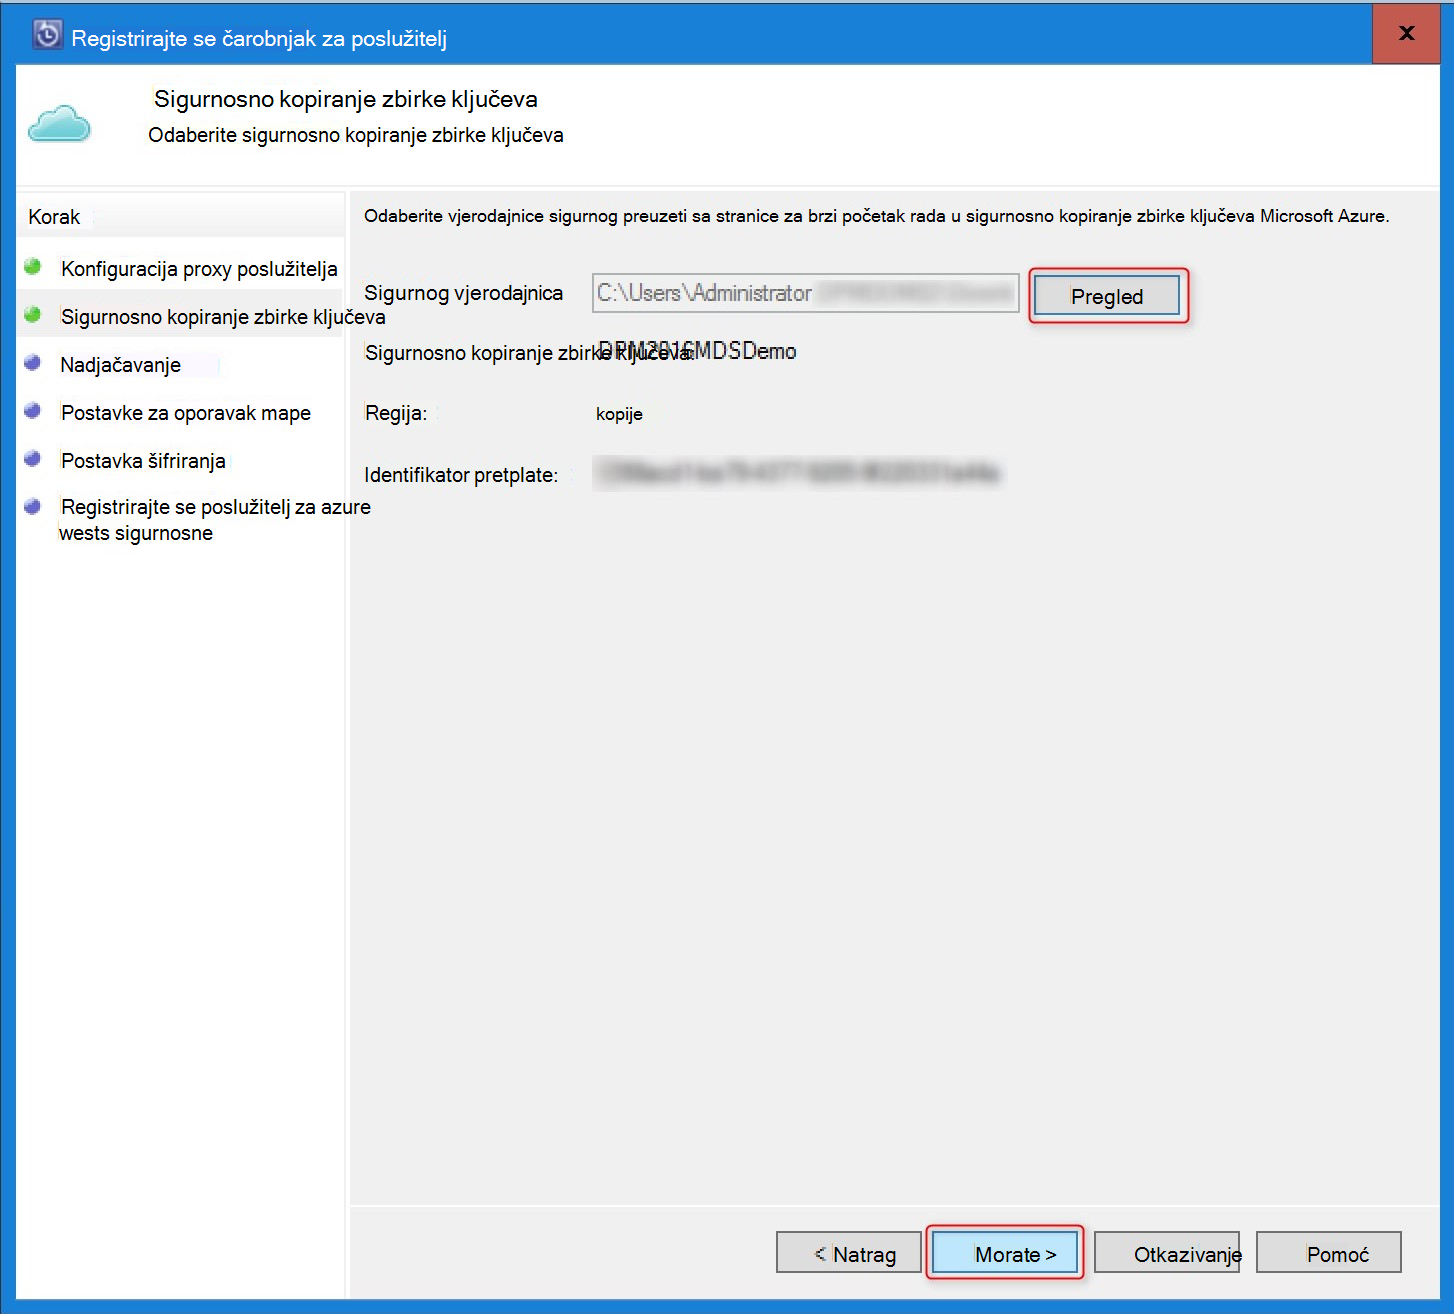 Registrirajte se čarobnjak za poslužitelj
x
Sigurnosno kopiranje zbirke ključeva
Odaberite sigurnosno kopiranje zbirke ključeva
Korak
Konfiguracija proxy poslužitelja
Sigurnosno kopiranje zbirke ključeva
Nadjačavanje
Postavke za oporavak mape
Postavka šifriranja
Registrirajte se poslužitelj za azure
wests sigurnosne
Odaberite vjerodajnice sigurnog preuzeti sa stranice za brzi početak rada u sigurnosno kopiranje zbirke ključeva Microsoft Azure.
Sigurnog vjerodajnica C:\Users\Administrator
Pregled
Sigurnosno kopiranje zbirke ključeva: DPM2016MDSDemo
Regija: kopije
Identifikator pretplate:
< Natrag
Morate >
Otkazivanje
Pomoć